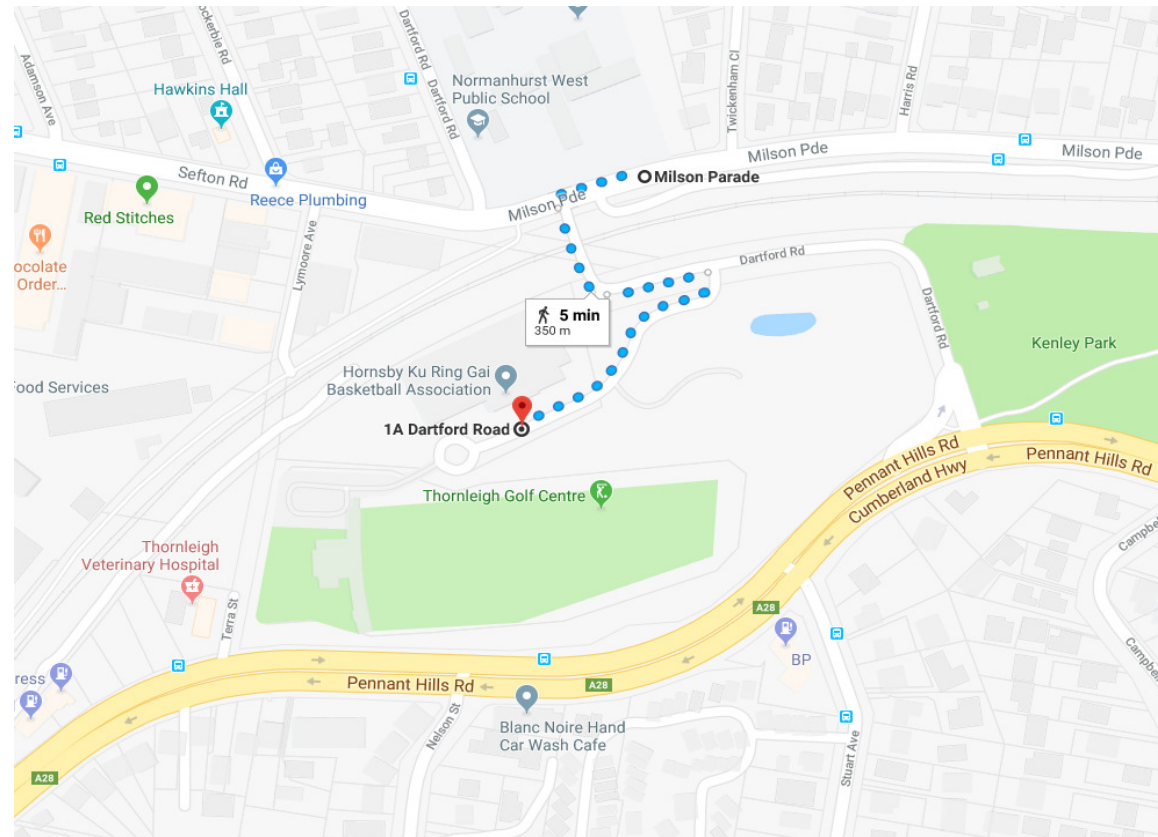 Adamson Ave
ockerbie Rd
Hawkins Hall
Dartford Rd
Dartford Rd
Normanhurst West
Public School
Twickenham Cl
Harris Rd
Milson Pde
Milson Pde
Sefton Rd
Reece Plumbing
Red Stitches
Milson Parade
Milson Pde
ocolate
Order...
Lymoore Ave
Dartford Rd
Dartford Rd
5 min
350 m
Kenley Park
Food Services
Hornsby Ku Ring Gai
Basketball Association
1A Dartford Road
Pennant Hills Rd
Cumberland Hwy
Pennant Hills Rd
Thornleigh Golf Centre
Thornleigh
Veterinary Hospital
Terra St
Campbel
A28
BP
Campbel
ress
Pennant Hills Rd
A28
Nelson St
Blanc Noire Hand
Car Wash Cafe
Stuart Ave
A28